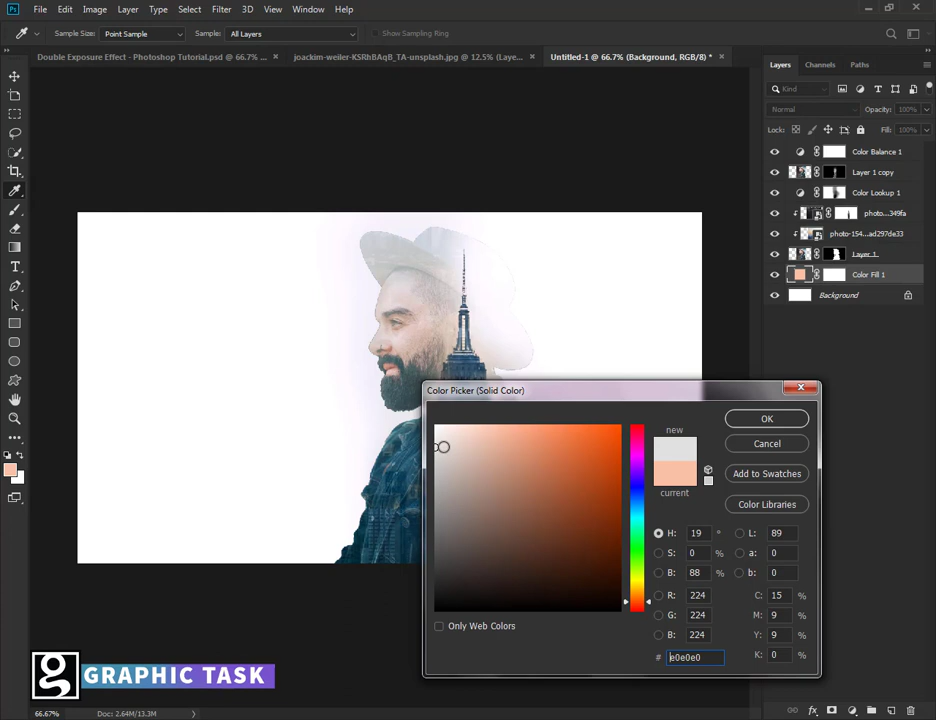 Ps File Edit Image Layer Type Select Filter 3D View Window Help
Sample Size: Point Sample Sample: All Layers Show Sampling Ring
Double Exposure Effect - Photoshop Tutorial.psd @ 66.7% ... × joackim-weiler-KSRhBAqB_TA-unsplash.jpg @ 12.5% (Laye... × Untitled-1 @ 66.7% (Background, RGB/8) * ×
Layers Channels Paths
Kind
Normal Opacity: 100%
Lock: Fill: 100%
Color Balance 1
Layer 1 copy
Color Lookup 1
photo...349fa
photo-154...ad297de33
Layer 1
Color Fill 1
Background
Color Picker (Solid Color)
new
current
OK
Cancel
Add to Swatches
Color Libraries
H: 19 ° L: 89
S: 0 % a: 0
B: 88 % b: 0
R: 224 C: 15 %
G: 224 M: 9 %
B: 224 Y: 9 %
# e0e0e0 K: 0 %
Only Web Colors
g GRAPHIC TASK
66.67% Doc: 2.64M/13.3M